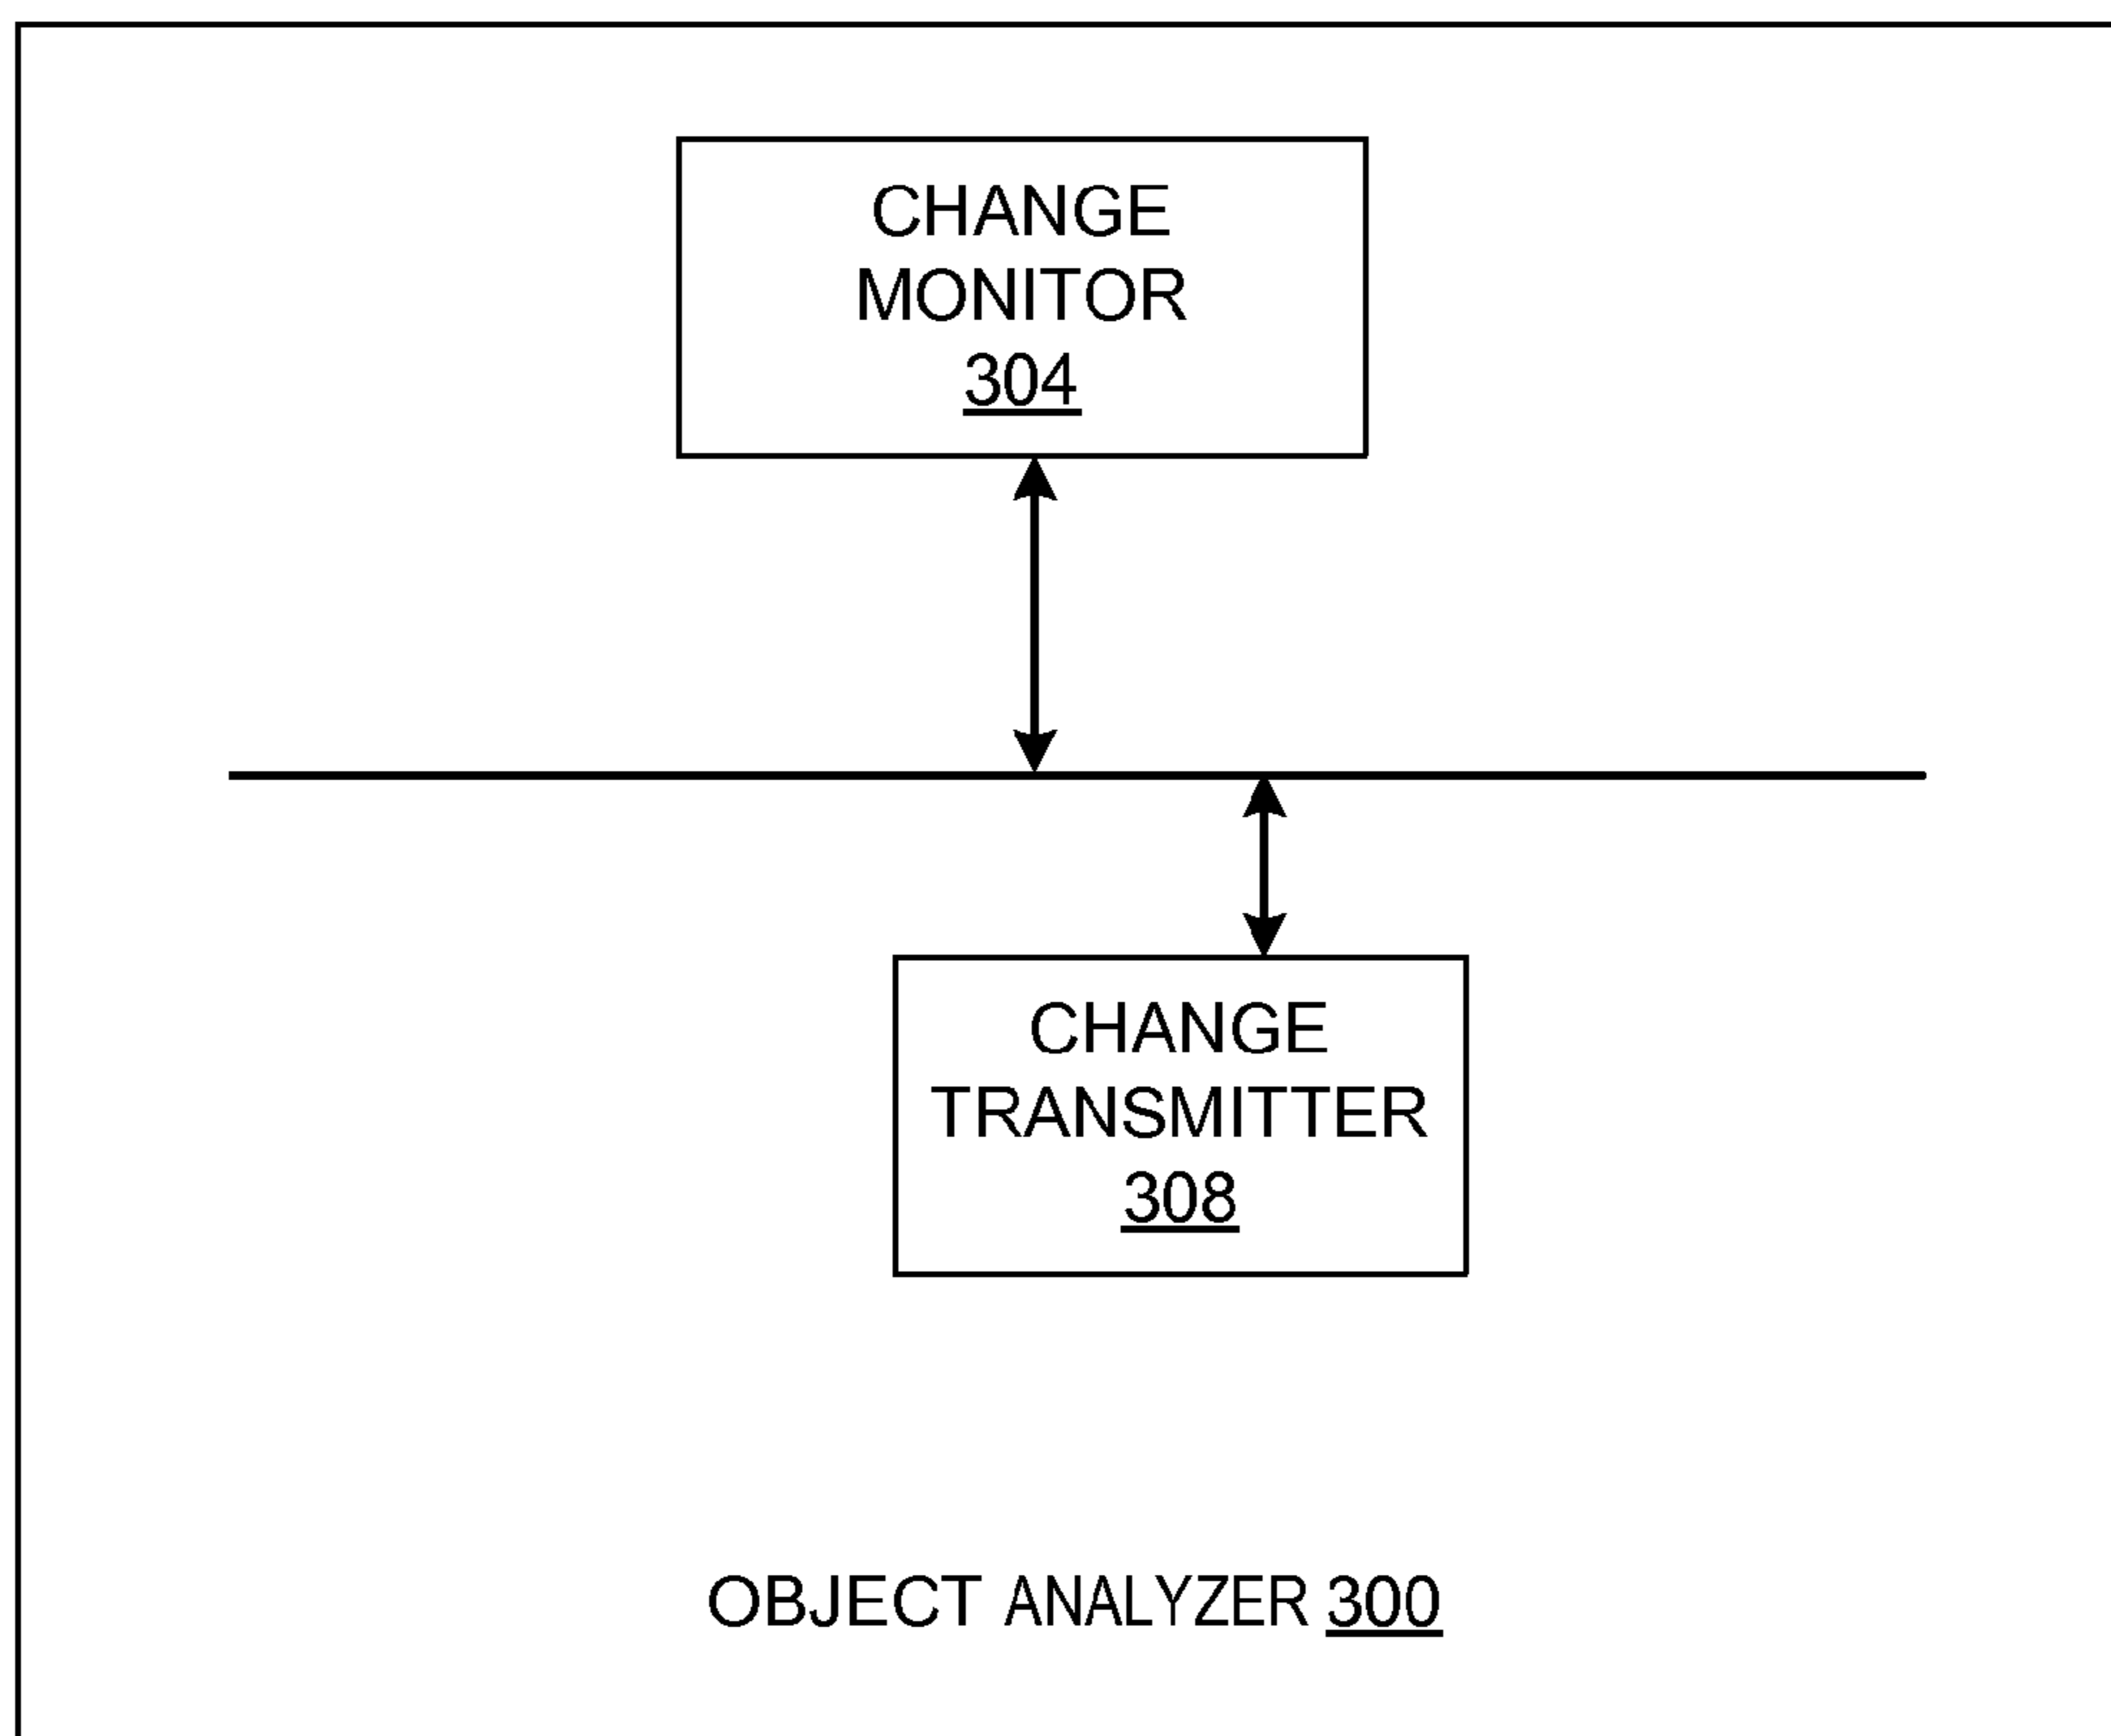 CHANGE
MONITOR
304
CHANGE
TRANSMITTER
308
OBJECT ANALYZER 300